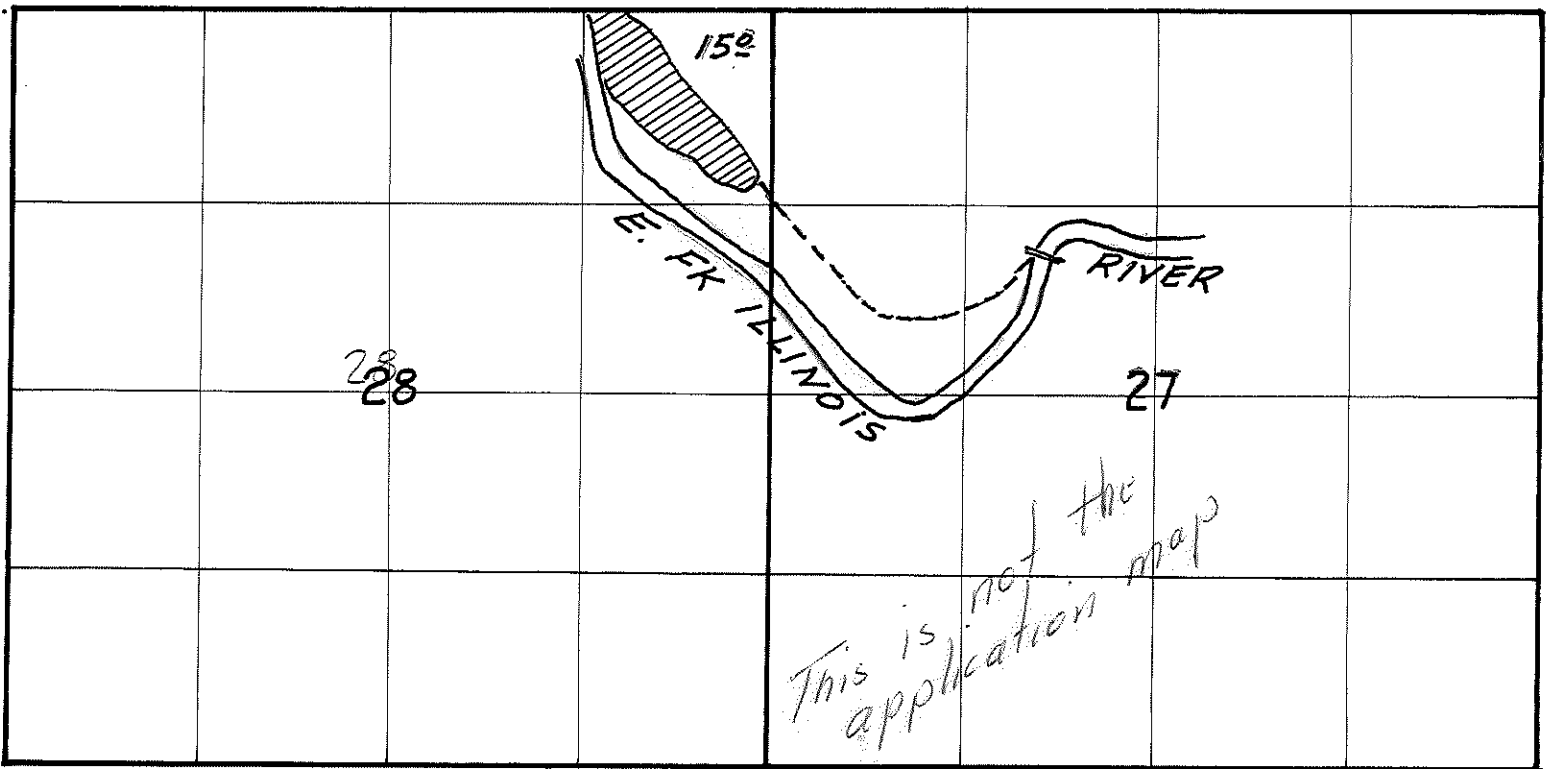 15º
E. FK ILLINOIS
RIVER
28
28
27
This is not the
application map